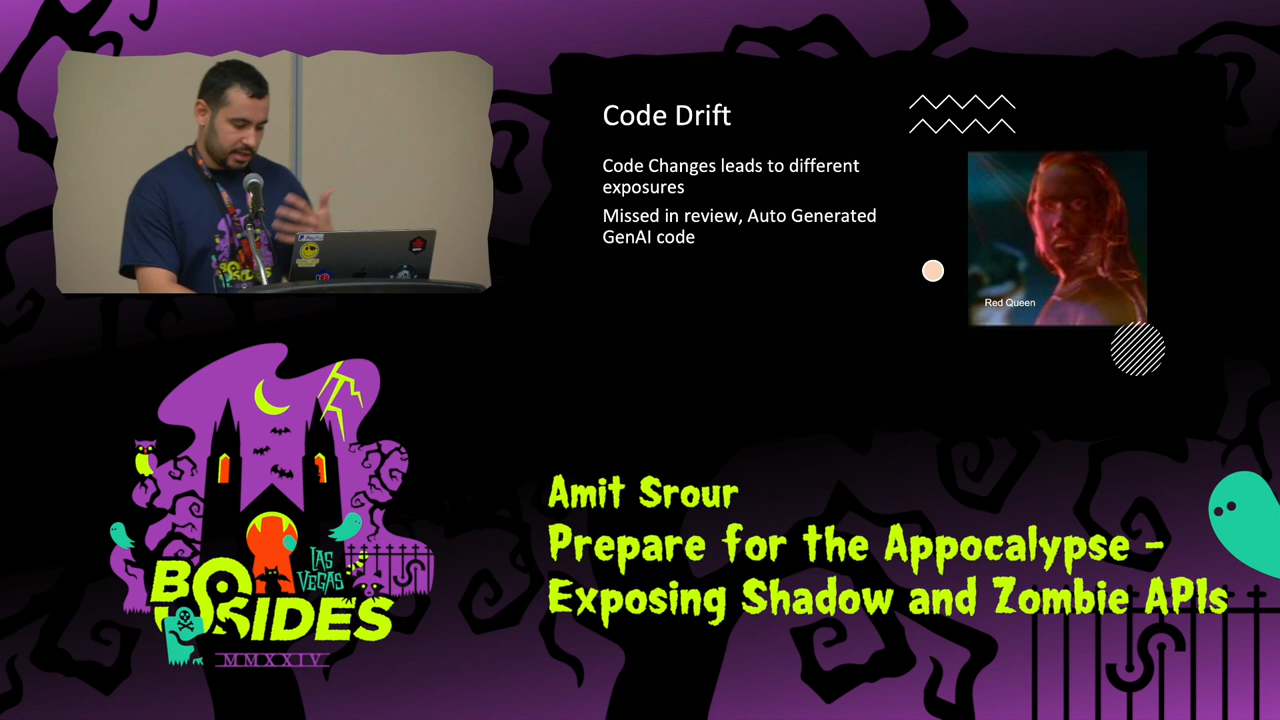 Code Drift
Code Changes leads to different
exposures
Missed in review, Auto Generated
GenAI code
Red Queen
LAS
VEGAS
BSIDES
MMXXIV
Amit Srour
Prepare for the Appocalypse -
Exposing Shadow and Zombie APIs